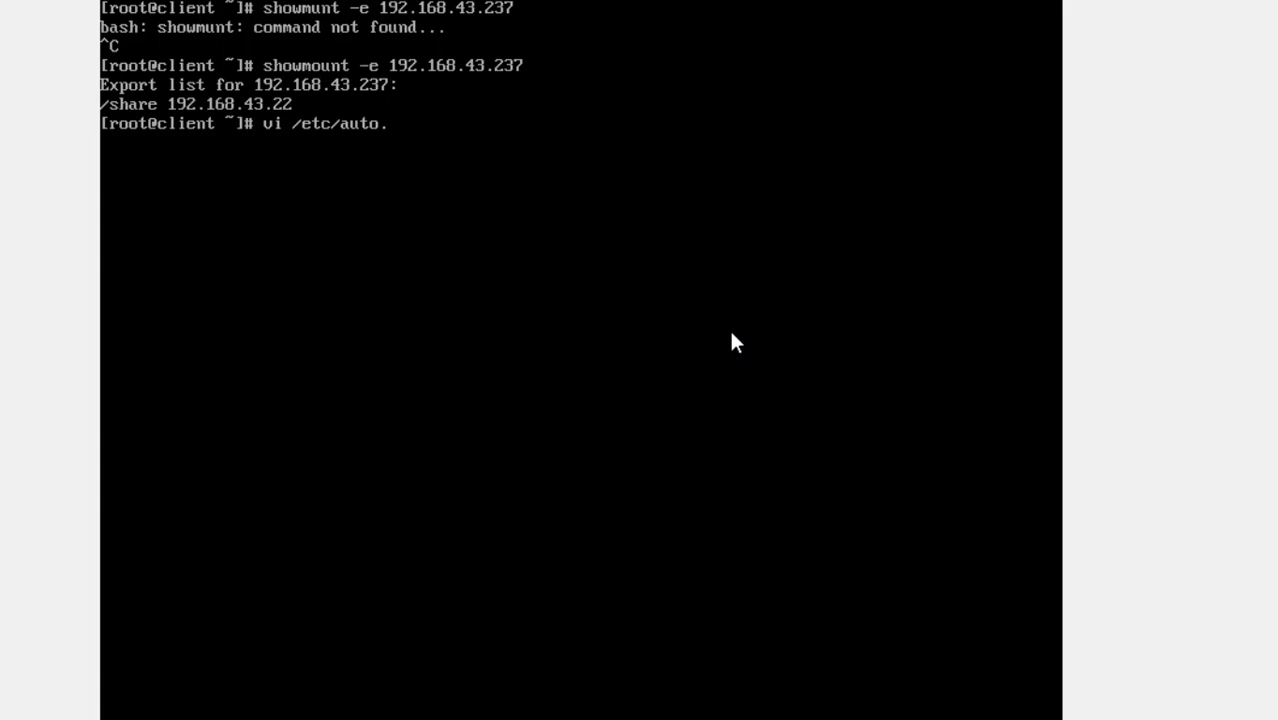 [root@client ~]# showmunt -e 192.168.43.237
bash: showmunt: command not found...
^C
[root@client ~]# showmount -e 192.168.43.237
Export list for 192.168.43.237:
/share 192.168.43.22
[root@client ~]# vi /etc/auto.